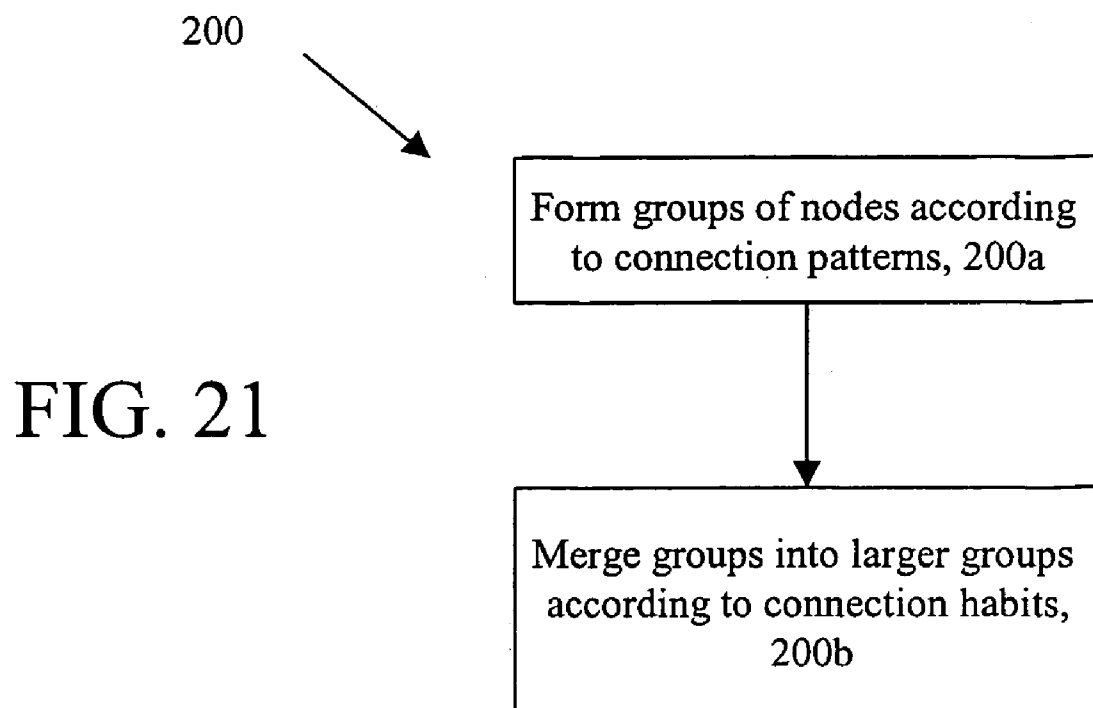 200
Form groups of nodes according
to connection patterns, 200a
FIG. 21
Merge groups into larger groups
according to connection habits,
200b